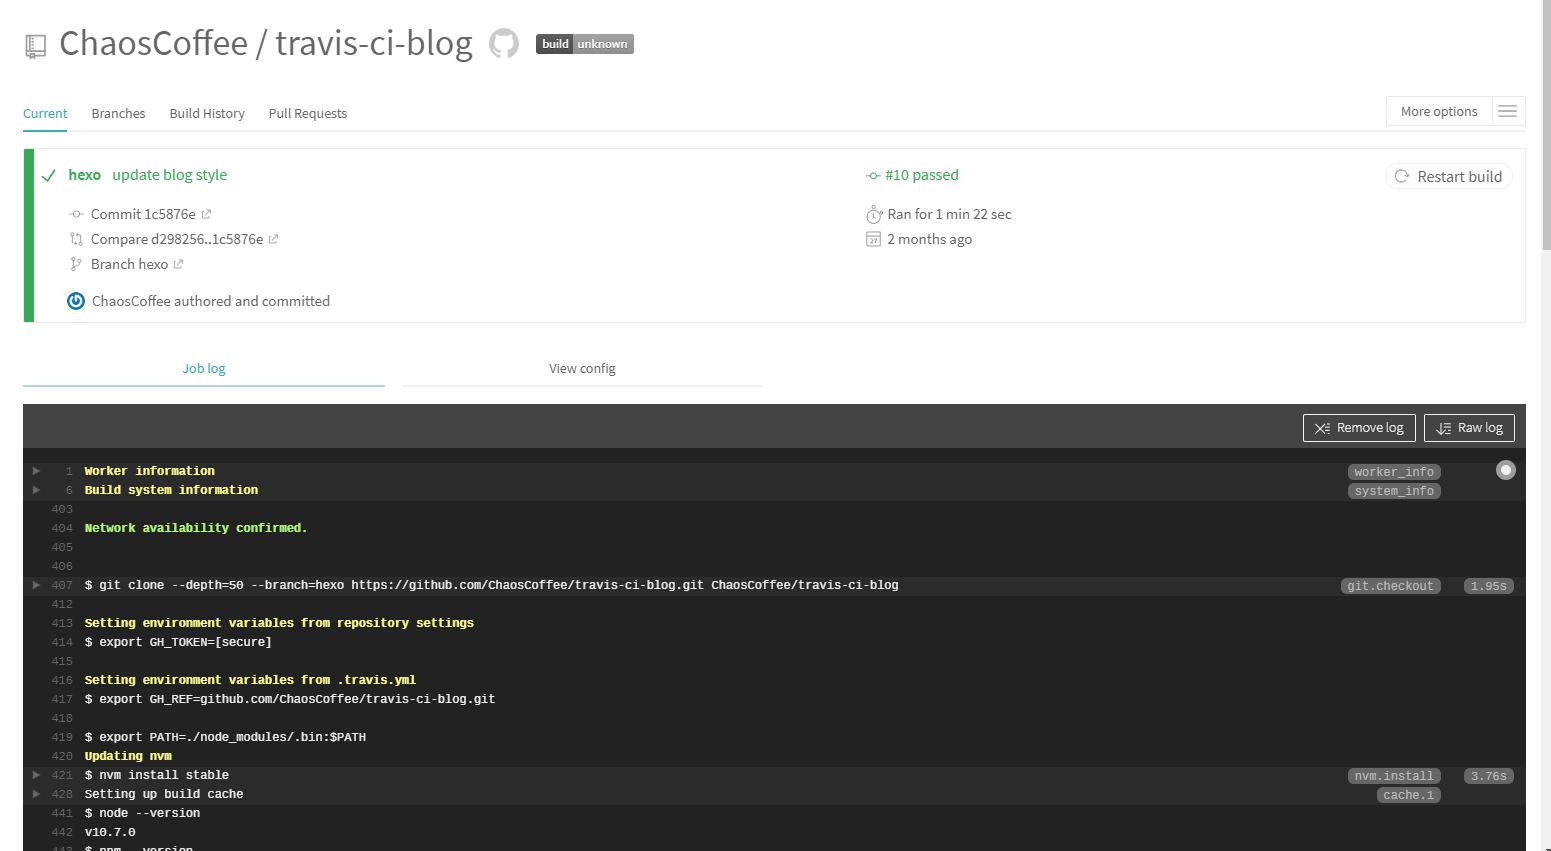 ChaosCoffee / travis-ci-blog build unknown
Current Branches Build History Pull Requests More options
hexo update blog style #10 passed Restart build
Commit 1c5876e Ran for 1 min 22 sec
Compare d298256..1c5876e 27 2 months ago
Branch hexo
ChaosCoffee authored and committed
Job log View config
Remove log Raw log
1 Worker information worker_info
6 Build system information system_info
403
404 Network availability confirmed.
405
406
407 $ git clone --depth=50 --branch=hexo https://github.com/ChaosCoffee/travis-ci-blog.git ChaosCoffee/travis-ci-blog git.checkout 1.95s
412
413 Setting environment variables from repository settings
414 $ export GH_TOKEN=[secure]
415
416 Setting environment variables from .travis.yml
417 $ export GH_REF=github.com/ChaosCoffee/travis-ci-blog.git
418
419 $ export PATH=./node_modules/.bin:$PATH
420 Updating nvm
421 $ nvm install stable nvm.install 3.76s
428 Setting up build cache cache.1
441 $ node --version
442 v10.7.0
443 $ npm --version